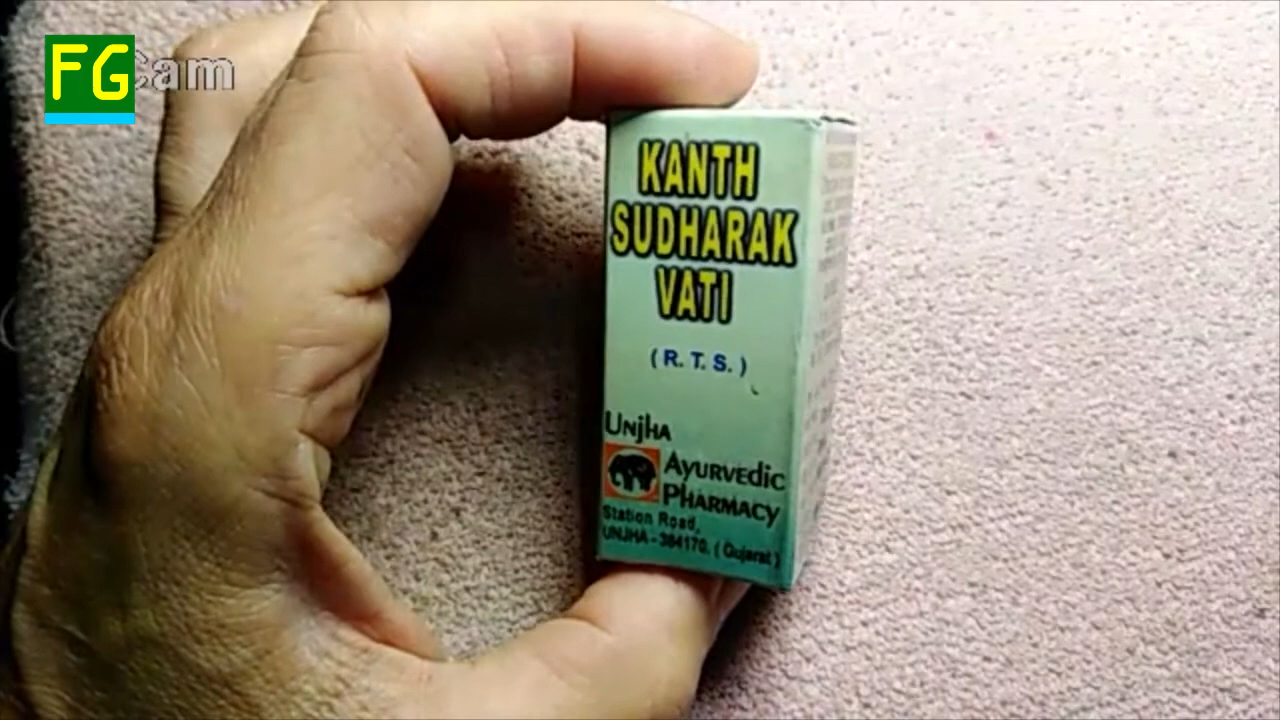 FG
Cam
KANTH
SUDHARAK
VATI
( R. T. S. )
UNJHA
AYURVEDIC
PHARMACY
Station Road,
UNJHA - 384170. ( Gujarat )